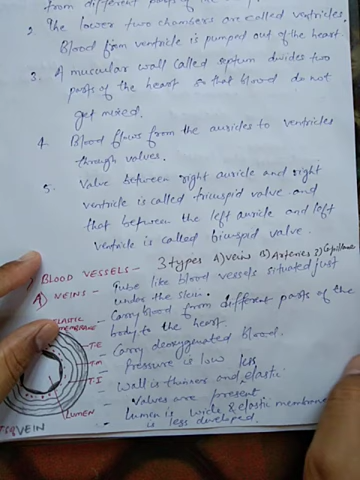 from different parts of the
2. The lower two chambers are called ventricles.
Blood from ventricle is pumped out of the heart.
3. A muscular wall called septum divides two
parts of the heart so that blood do not
get mixed.
4. Blood flows from the auricles to ventricles
through valves.
5. Valve between right auricle and right
ventricle is called tricuspid valve and
that between the left auricle and left
ventricle is called bicuspid valve.
BLOOD VESSELS - 3 types A) vein B) Arteries
A) VEINS - Tube like blood vessels situated just
under the skin.
- Carry blood from different parts of the
body to the heart.
- Carry deoxygenated blood.
- Pressure is low
- Wall is thinner and less elastic
- Valves are present
- Lumen is wide & elastic membrane
is less developed.
ELASTIC
MEMBRANE
T.E
T.M
T.I
LUMEN
VEIN